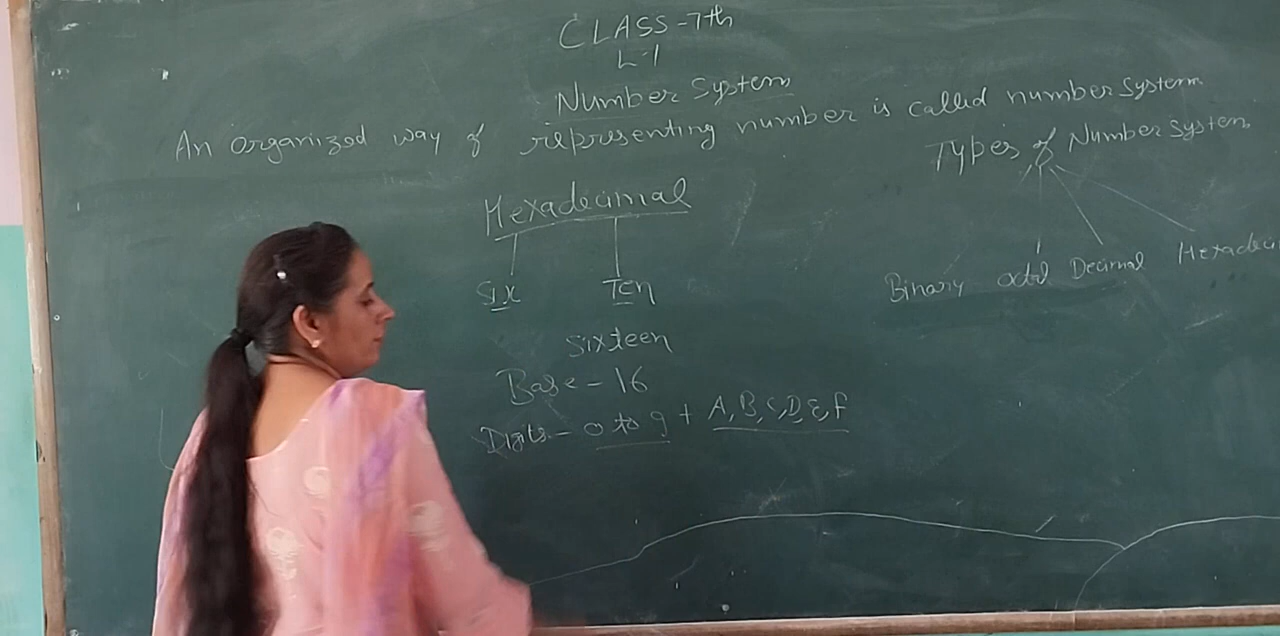 CLASS-7th
L-1
Number System
An organized way of representing number is called number system
Types of Number System
Binary octal Decimal Hexadeci
Hexadecimal
Six Ten
Sixteen
Base - 16
Digits - 0 to 9 + A, B, C, D, E, F